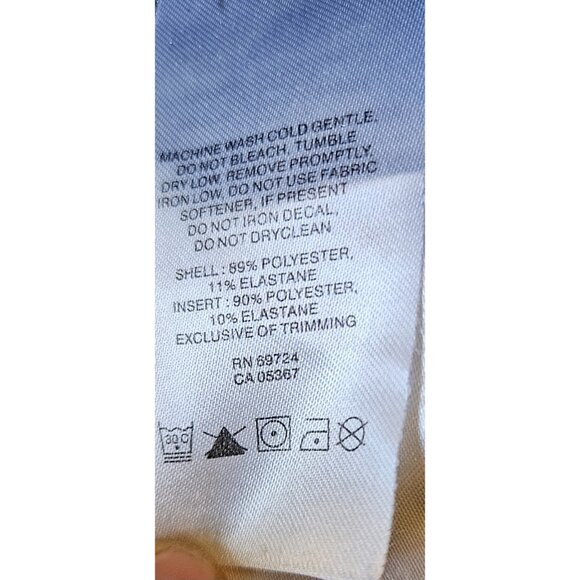 MACHINE WASH COLD GENTLE,
DO NOT BLEACH, TUMBLE
DRY LOW, REMOVE PROMPTLY,
IRON LOW, DO NOT USE FABRIC
SOFTENER, IF PRESENT
DO NOT IRON DECAL,
DO NOT DRYCLEAN
SHELL : 89% POLYESTER,
11% ELASTANE
INSERT : 90% POLYESTER,
10% ELASTANE
EXCLUSIVE OF TRIMMING
RN 69724
CA 05367
30 C